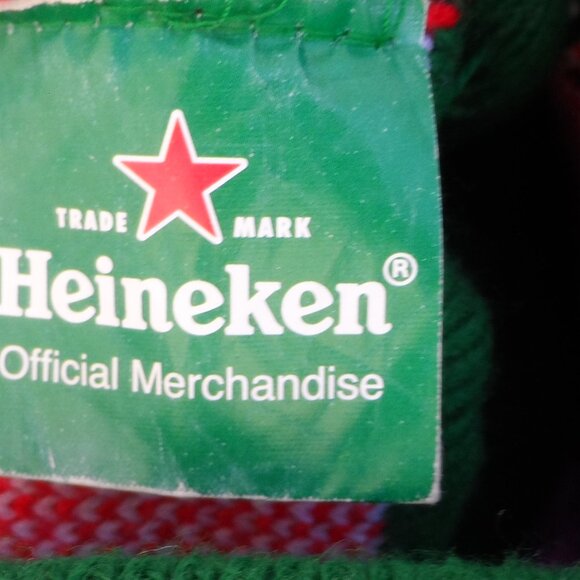 TRADE MARK
Heineken®
Official Merchandise